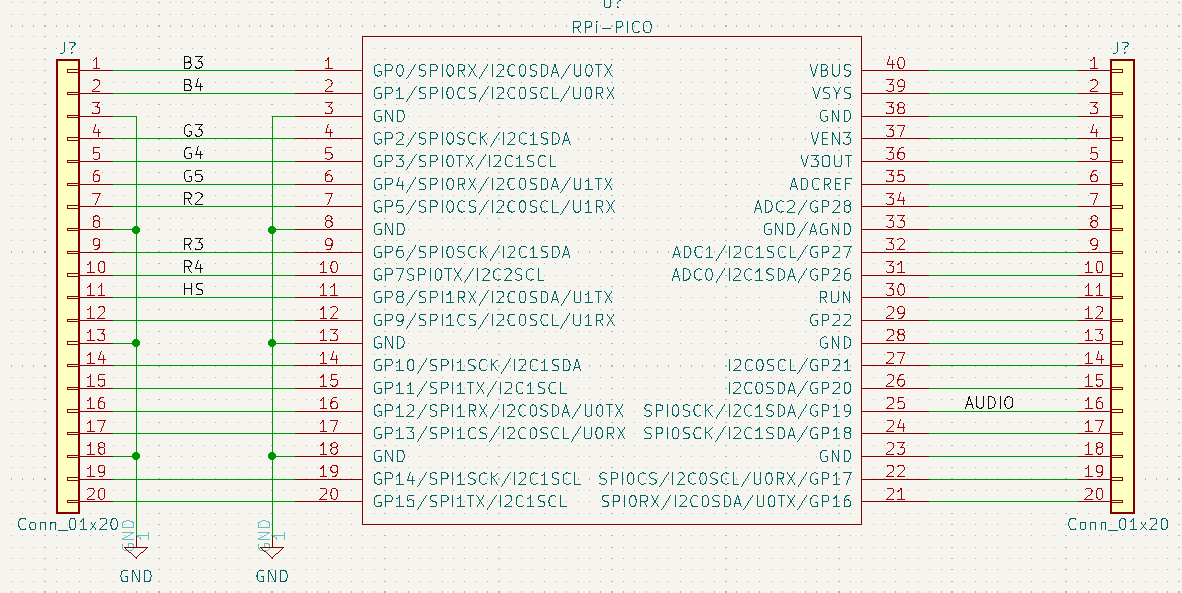 U?
RPi-PICO
J? J?
1 B3 1 GP0/SPI0RX/I2C0SDA/U0TX VBUS 40 1
2 B4 2 GP1/SPI0CS/I2C0SCL/U0RX VSYS 39 2
3 3 GND GND 38 3
4 G3 4 GP2/SPI0SCK/I2C1SDA VEN3 37 4
5 G4 5 GP3/SPI0TX/I2C1SCL V3OUT 36 5
6 G5 6 GP4/SPI0RX/I2C0SDA/U1TX ADCREF 35 6
7 R2 7 GP5/SPI0CS/I2C0SCL/U1RX ADC2/GP28 34 7
8 8 GND GND/AGND 33 8
9 R3 9 GP6/SPI0SCK/I2C1SDA ADC1/I2C1SCL/GP27 32 9
10 R4 10 GP7SPI0TX/I2C2SCL ADC0/I2C1SDA/GP26 31 10
11 HS 11 GP8/SPI1RX/I2C0SDA/U1TX RUN 30 11
12 12 GP9/SPI1CS/I2C0SCL/U1RX GP22 29 12
13 13 GND GND 28 13
14 14 GP10/SPI1SCK/I2C1SDA I2C0SCL/GP21 27 14
15 15 GP11/SPI1TX/I2C1SCL I2C0SDA/GP20 26 15
16 16 GP12/SPI1RX/I2C0SDA/U0TX SPI0SCK/I2C1SDA/GP19 25 AUDIO 16
17 17 GP13/SPI1CS/I2C0SCL/U0RX SPI0SCK/I2C1SDA/GP18 24 17
18 18 GND GND 23 18
19 19 GP14/SPI1SCK/I2C1SCL SPI0CS/I2C0SCL/U0RX/GP17 22 19
20 20 GP15/SPI1TX/I2C1SCL SPI0RX/I2C0SDA/U0TX/GP16 21 20
Conn_01x20 Conn_01x20
GND 1 GND 1
GND GND